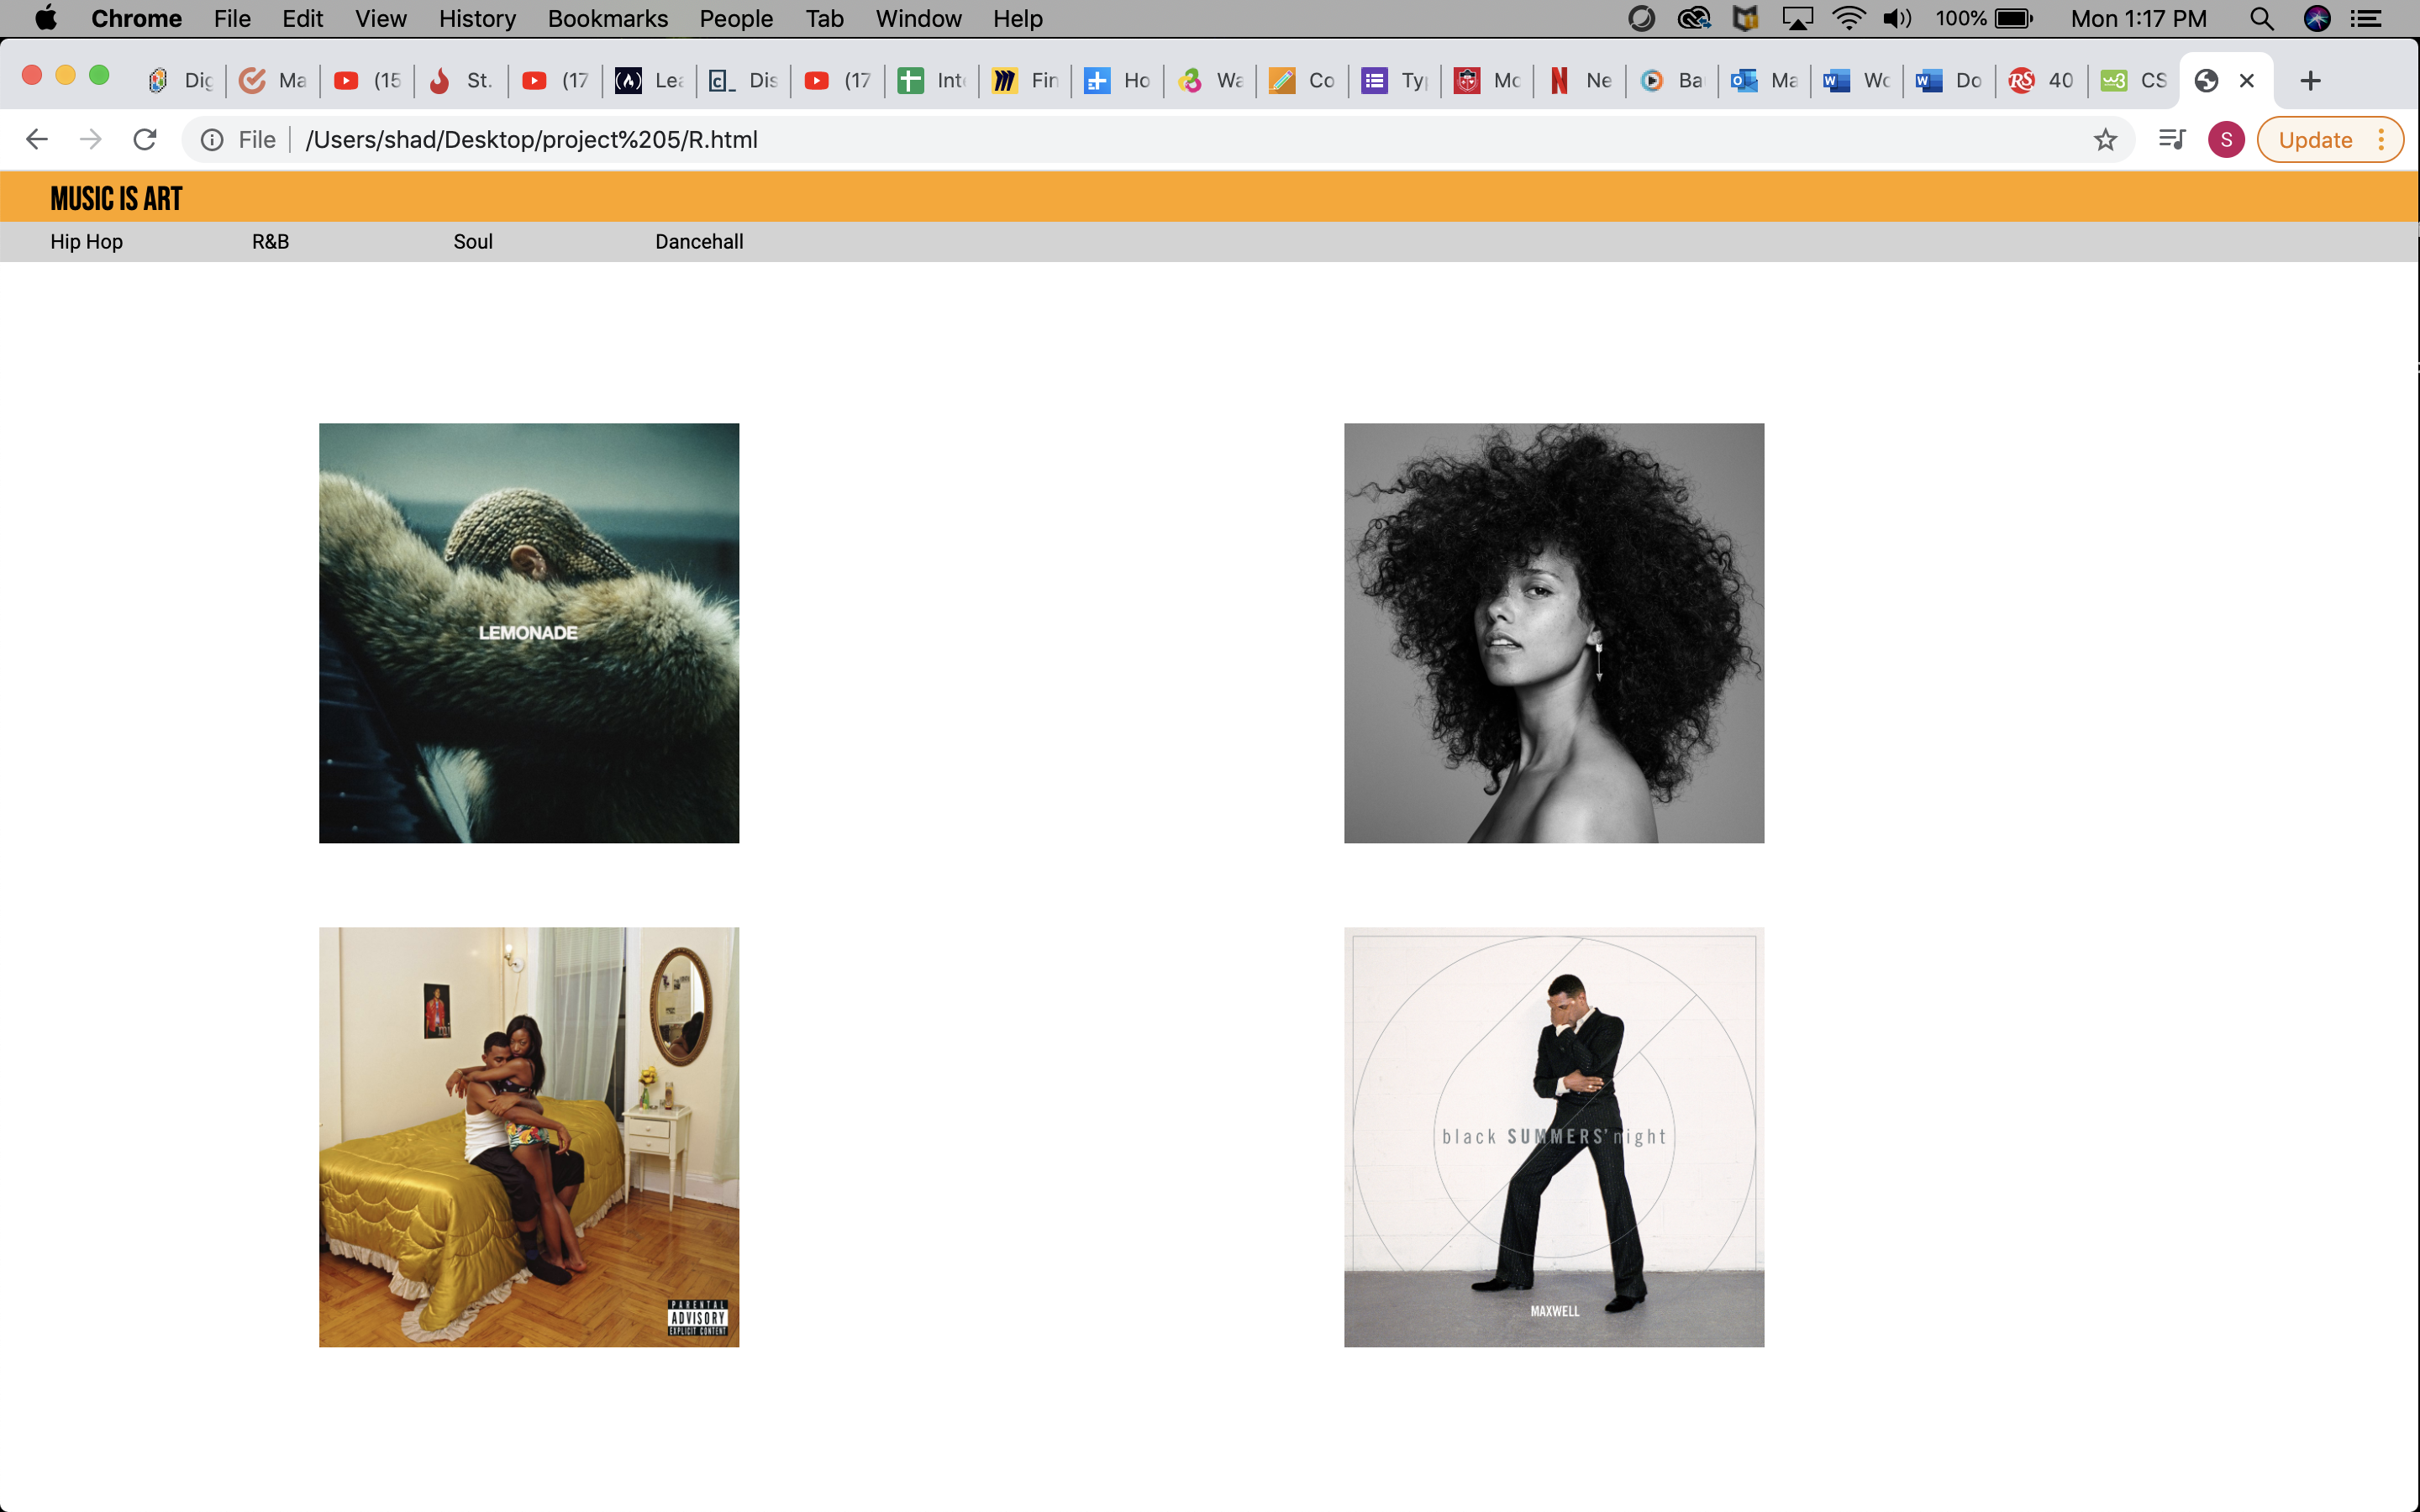 Chrome File Edit View History Bookmarks People Tab Window Help 100% Mon 1:17 PM
Dig Ma (15 St. (17 Lea Dis (17 Int Fin Ho Wa Co Ty Mc Ne Ba Ma Wc Do 40 CS
File /Users/shad/Desktop/project%205/R.html S Update
MUSIC IS ART
Hip Hop R&B Soul Dancehall
LEMONADE
black SUMMERS' night
PARENTAL
ADVISORY
EXPLICIT CONTENT
MAXWELL